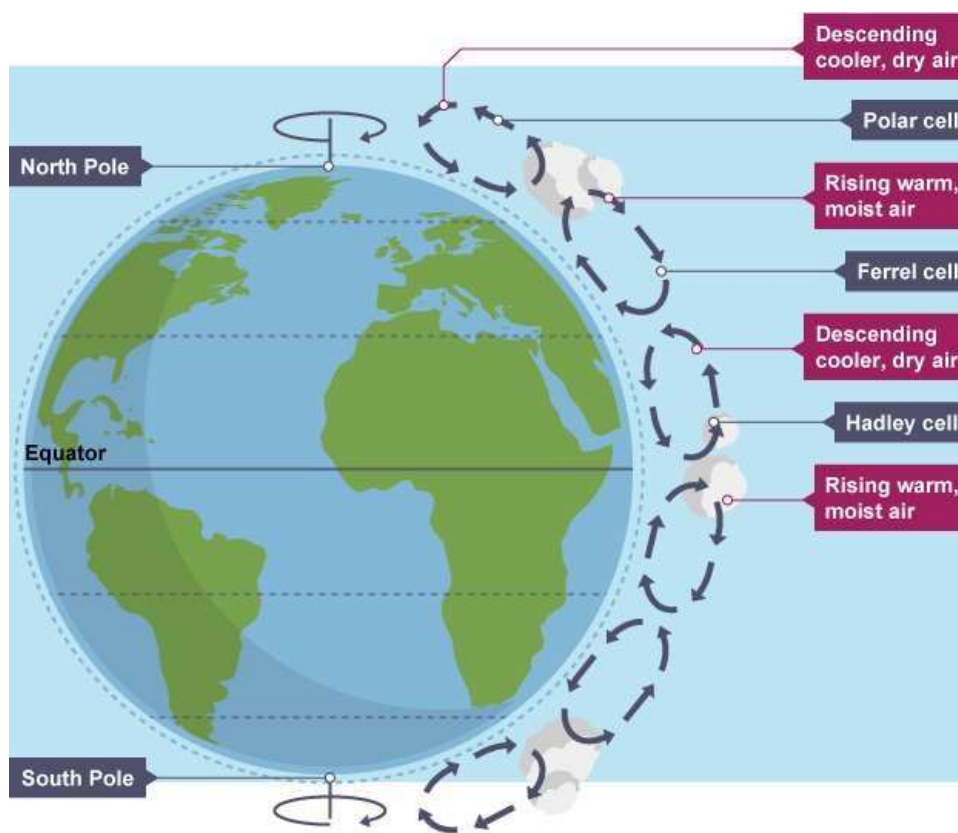 Descending
cooler, dry air
Polar cell
North Pole
Rising warm,
moist air
Ferrel cell
Descending
cooler, dry air
Hadley cell
Equator
Rising warm,
moist air
South Pole